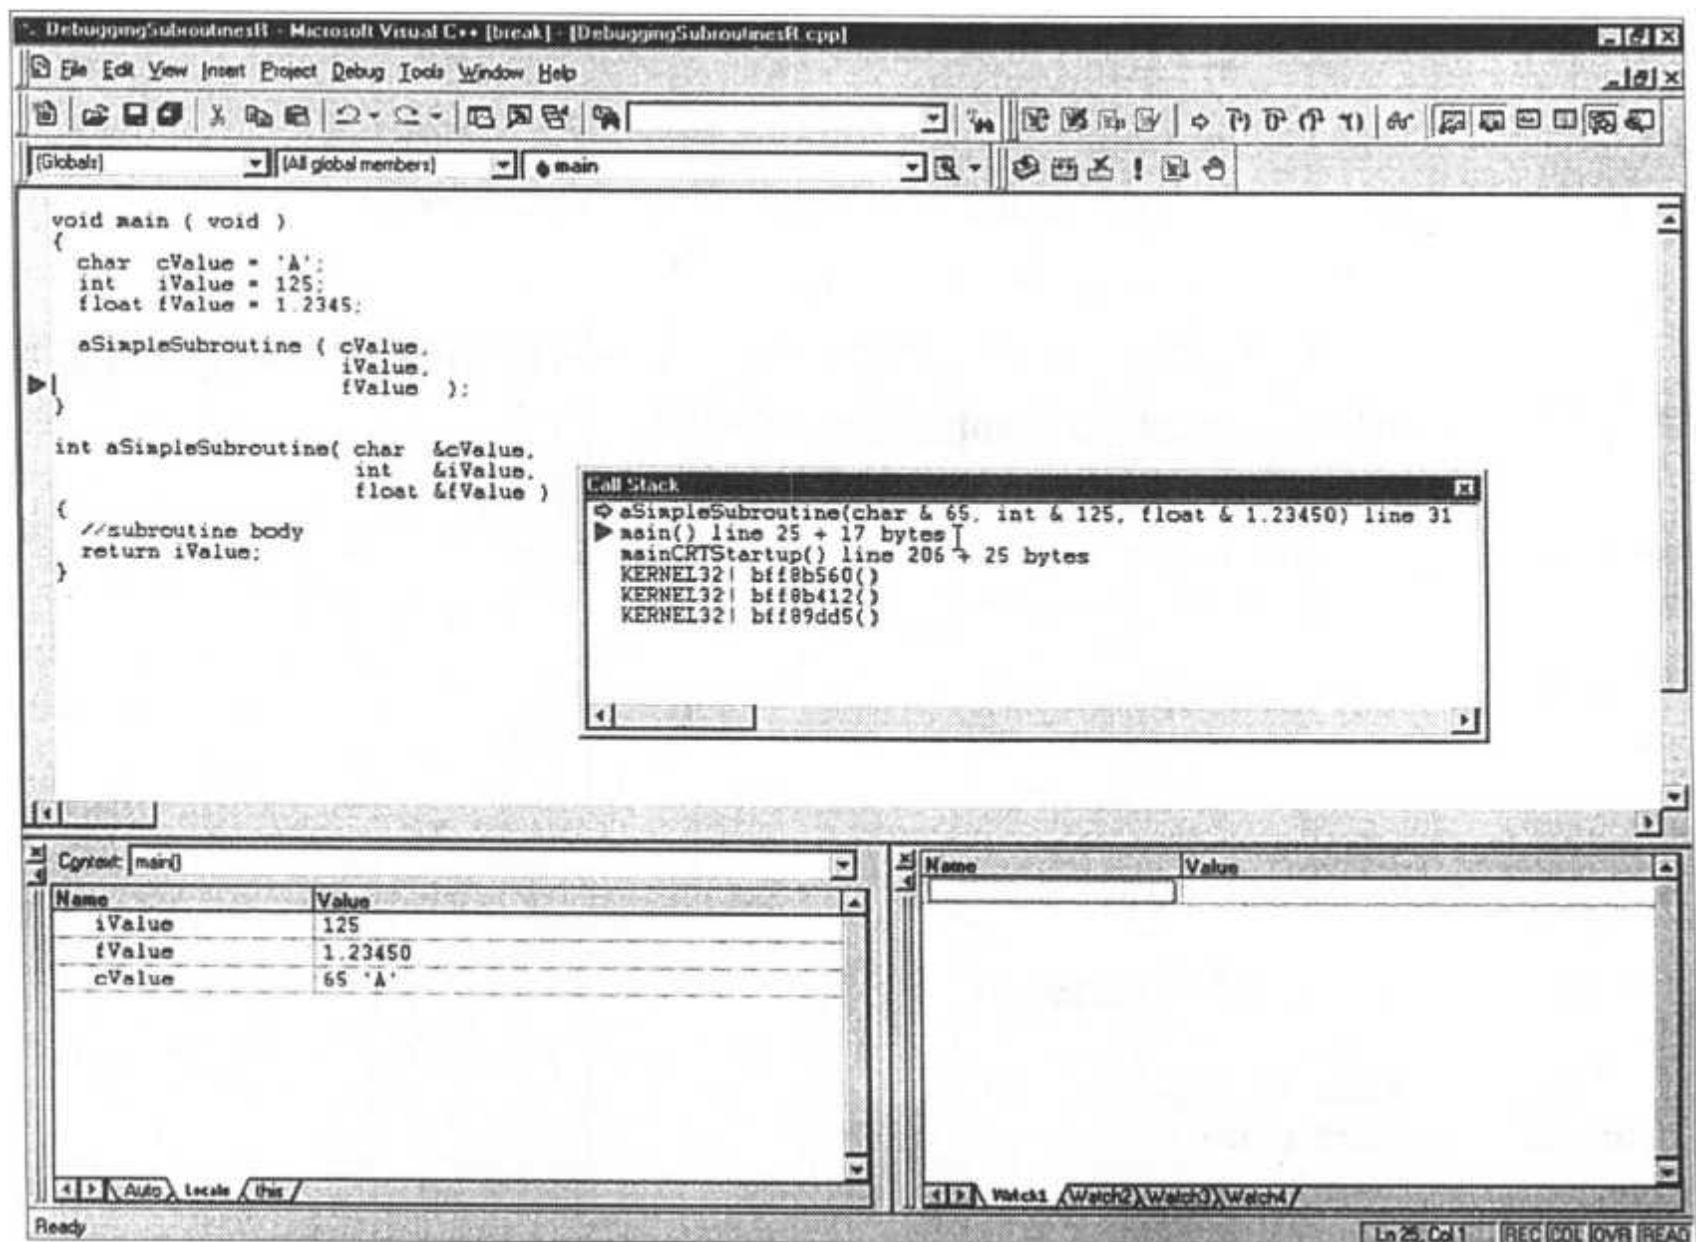 DebuggingSubroutinesR - Microsoft Visual C++ [break] - [DebuggingSubroutinesR.cpp]
File Edit View Insert Project Debug Tools Window Help
(Globals) (All global members) main
void main ( void )
{
char cValue = 'A';
int iValue = 125;
float fValue = 1.2345;
aSimpleSubroutine ( cValue,
iValue,
fValue );
}
int aSimpleSubroutine( char &cValue,
int &iValue,
float &fValue )
{
//subroutine body
return iValue;
}
Call Stack
aSimpleSubroutine(char & 65, int & 125, float & 1.23450) line 31
main() line 25 + 17 bytes
mainCRTStartup() line 206 + 25 bytes
KERNEL32! bff8b560()
KERNEL32! bff8b412()
KERNEL32! bff89dd5()
Context: main()
Name Value
iValue 125
fValue 1.23450
cValue 65 'A'
Auto Locals this
Name Value
Watch1 Watch2 Watch3 Watch4
Ready
Ln 25, Col 1 REC COL OVR READ